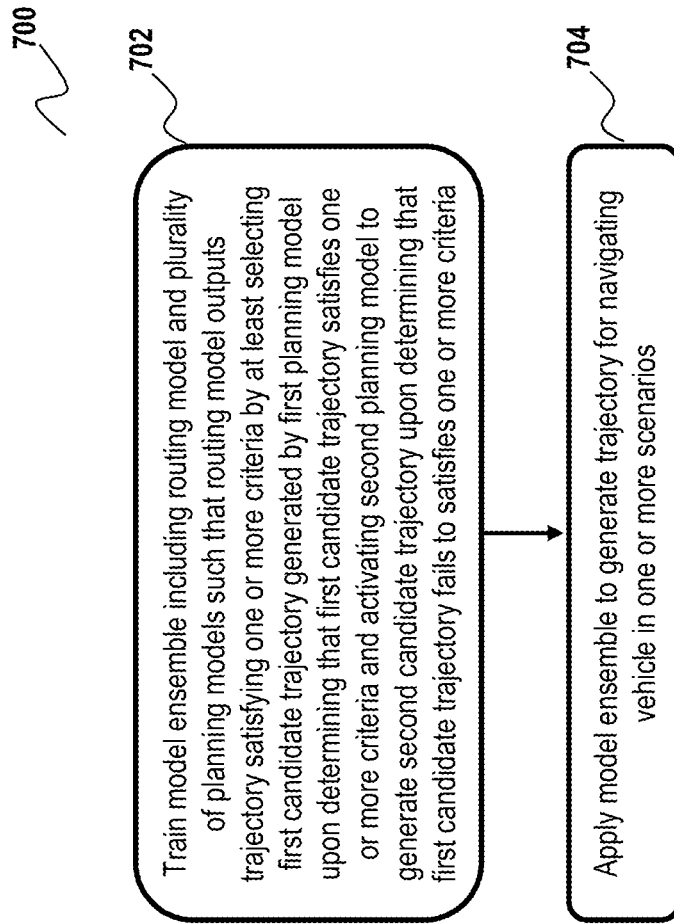 700
702
Train model ensemble including routing model and plurality
of planning models such that routing model outputs
trajectory satisfying one or more criteria by at least selecting
first candidate trajectory generated by first planning model
upon determining that first candidate trajectory satisfies one
or more criteria and activating second planning model to
generate second candidate trajectory upon determining that
first candidate trajectory fails to satisfies one or more criteria
704
Apply model ensemble to generate trajectory for navigating
vehicle in one or more scenarios